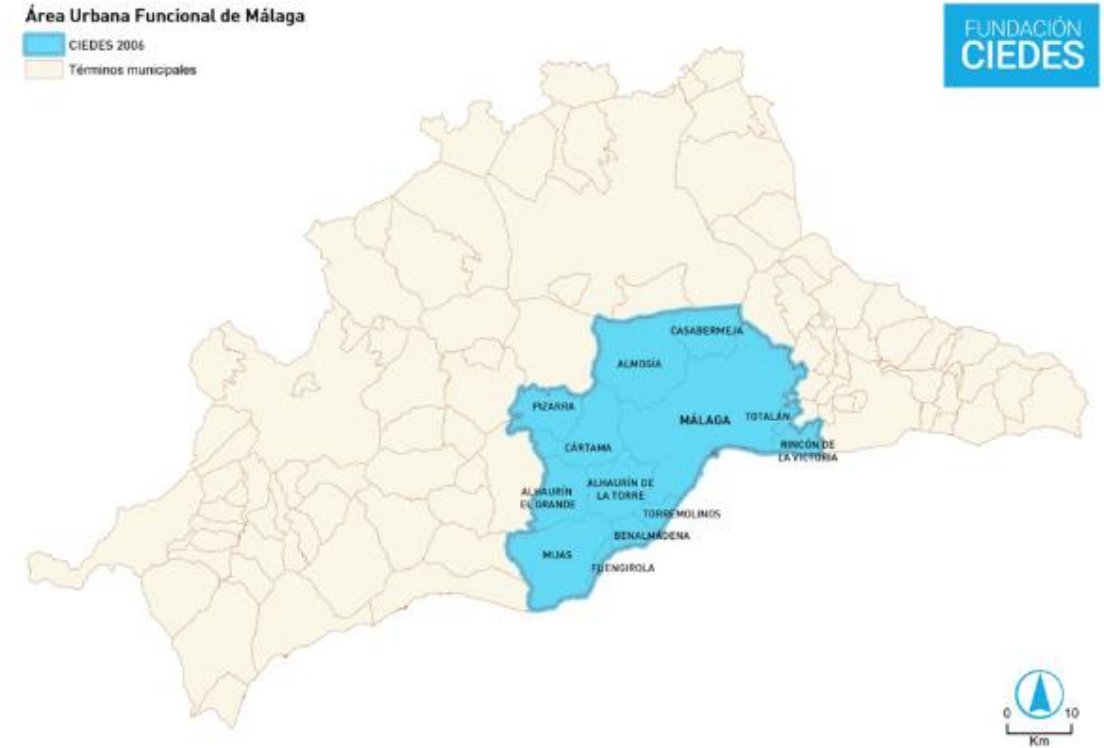 Área Urbana Funcional de Málaga
CIEDES 2006
Términos municipales
FUNDACIÓN
CIEDES
CASABERMEJA
ALMOGÍA
PIZARRA
MÁLAGA
TOTALÁN
CÁRTAMA
RINCÓN DE
LA VICTORIA
ALHAURÍN
EL GRANDE
ALHAURÍN DE
LA TORRE
TORREMOLINOS
BENALMÁDENA
MIJAS
FUENGIROLA
0 10
Km